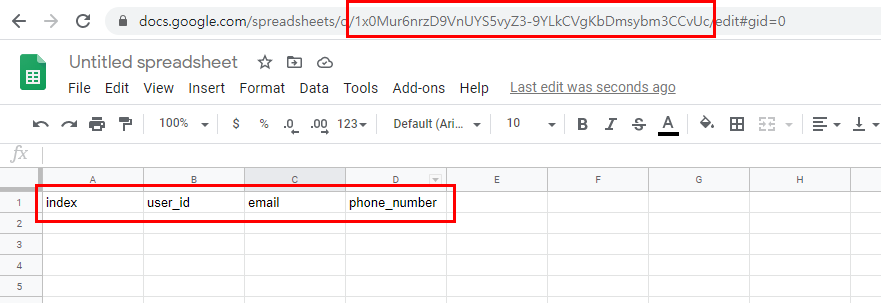 docs.google.com/spreadsheets/d/1x0Mur6nrzD9VnUYS5vyZ3-9YLkCVgKbDmsybm3CCvUc/edit#gid=0
Untitled spreadsheet
File Edit View Insert Format Data Tools Add-ons Help Last edit was seconds ago
100% $ % .0 .00 123 Default (Ari... 10 B I S A
fx
A B C D E F G H
1 index user_id email phone_number
2
3
4
5